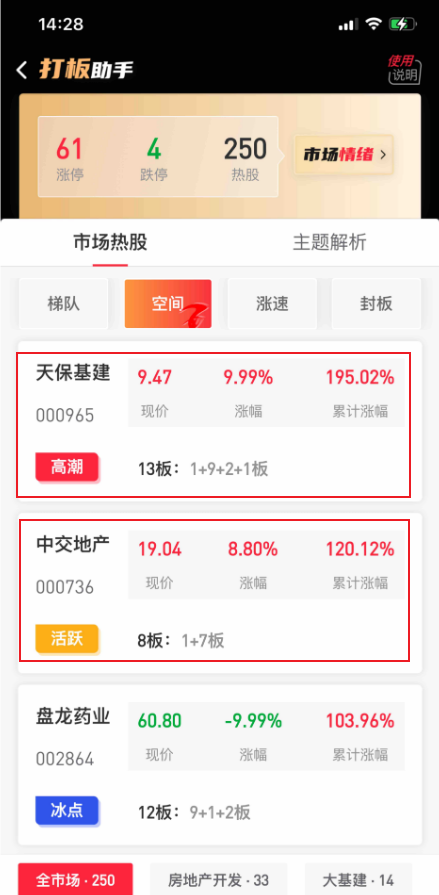 14:28
打板助手
使用
说明
61 4 250
涨停 跌停 热股
市场情绪 >
市场热股 主题解析
梯队 空间 涨速 封板
天保基建 9.47 9.99% 195.02%
000965 现价 涨幅 累计涨幅
高潮 13板：1+9+2+1板
中交地产 19.04 8.80% 120.12%
000736 现价 涨幅 累计涨幅
活跃 8板：1+7板
盘龙药业 60.80 -9.99% 103.96%
002864 现价 涨幅 累计涨幅
冰点 12板：9+1+2板
全市场·250 房地产开发·33 大基建·14